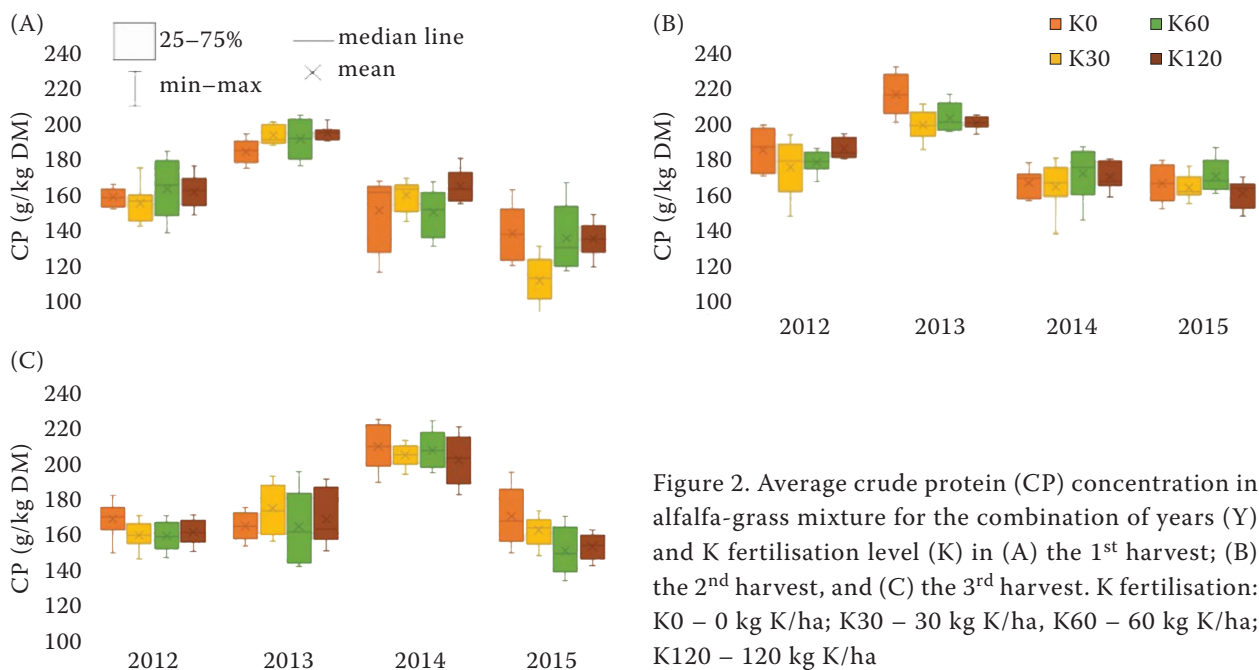 (A)
25–75%
median line
min–max
mean
CP (g/kg DM)
240
220
200
180
160
140
120
100
(B)
K0
K60
K30
K120
CP (g/kg DM)
240
220
200
180
160
140
120
100
2012 2013 2014 2015
(C)
CP (g/kg DM)
240
220
200
180
160
140
120
100
2012 2013 2014 2015
Figure 2. Average crude protein (CP) concentration in
alfalfa-grass mixture for the combination of years (Y)
and K fertilisation level (K) in (A) the 1st harvest; (B)
the 2nd harvest, and (C) the 3rd harvest. K fertilisation:
K0 – 0 kg K/ha; K30 – 30 kg K/ha, K60 – 60 kg K/ha;
K120 – 120 kg K/ha